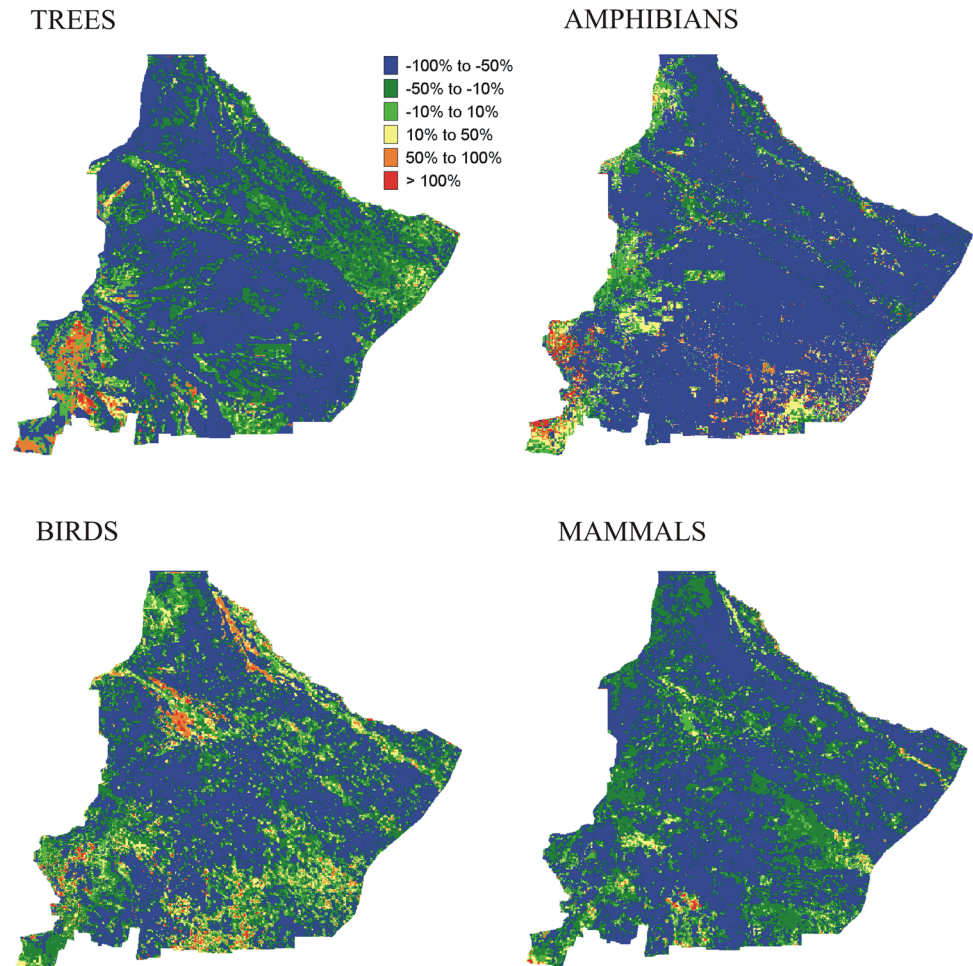 TREES
AMPHIBIANS
-100% to -50%
-50% to -10%
-10% to 10%
10% to 50%
50% to 100%
> 100%
BIRDS
MAMMALS